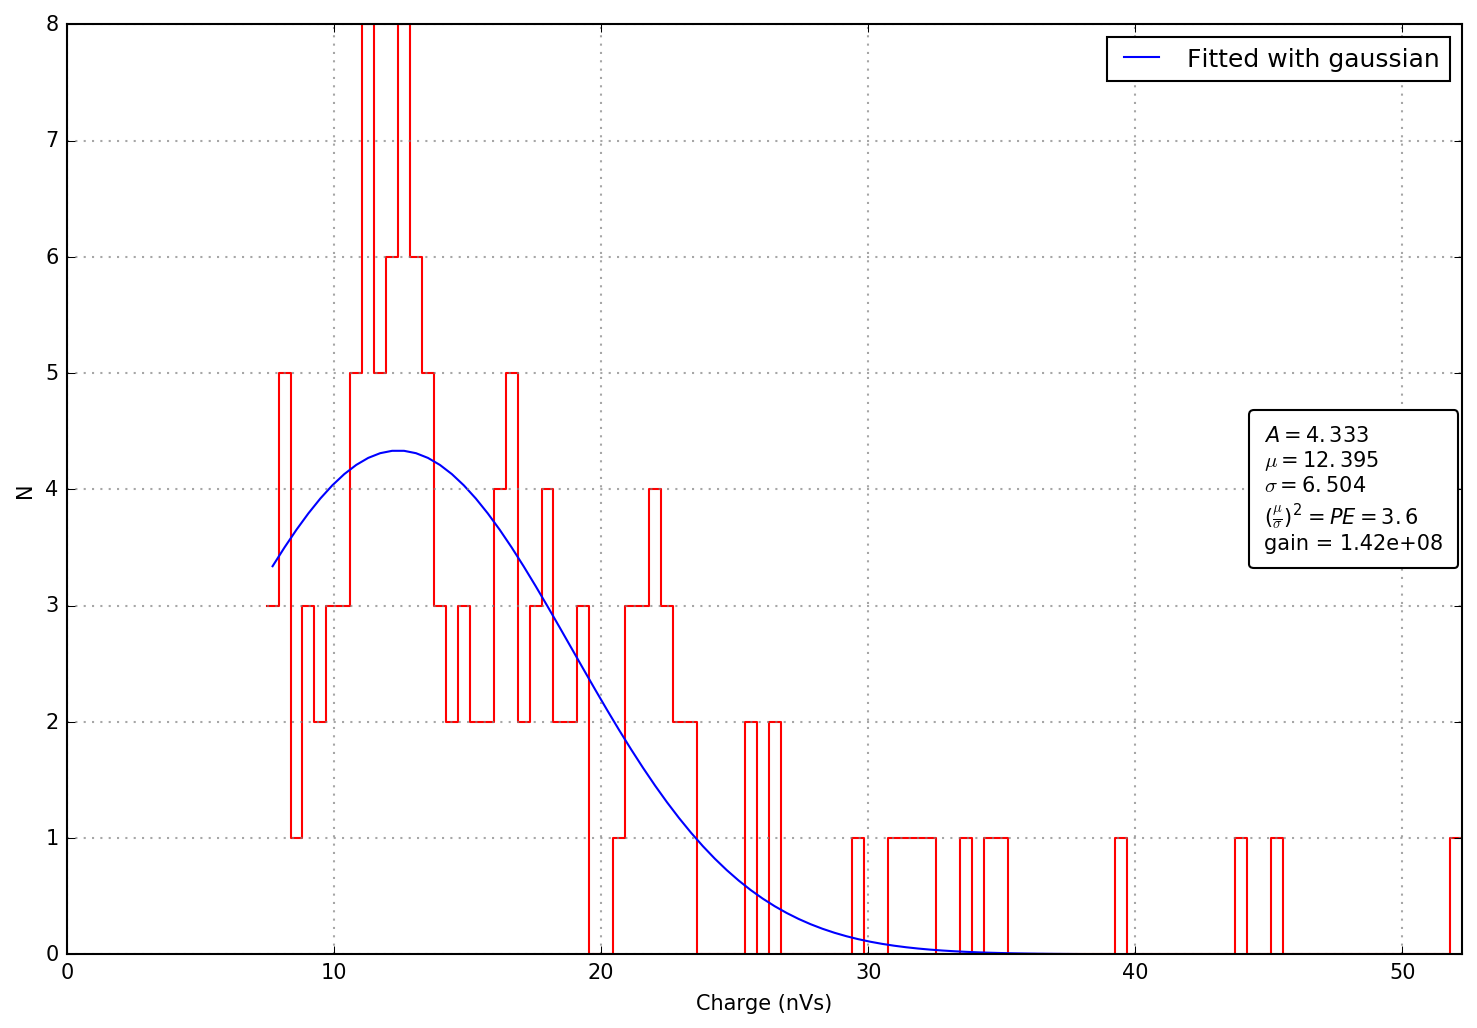 8
7
6
5
4
3
2
1
0
N
0 10 20 30 40 50
Charge (nVs)
Fitted with gaussian
A = 4.333
μ = 12.395
σ = 6.504
(μ/σ)² = PE = 3.6
gain = 1.42e+08